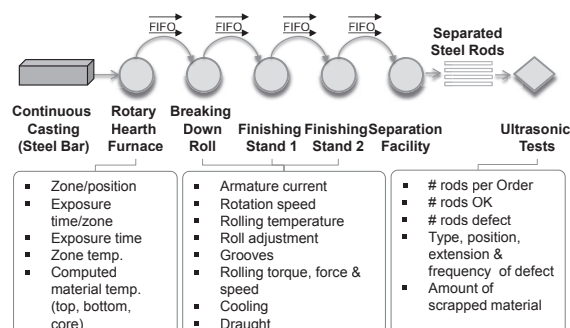 FIFO FIFO FIFO FIFO
Separated
Steel Rods
Continuous
Casting
(Steel Bar)
Rotary
Hearth
Furnace
Breaking
Down
Roll
Finishing
Stand 1
Finishing
Stand 2
Separation
Facility
Ultrasonic
Tests
▪ Zone/position
▪ Exposure
time/zone
▪ Exposure time
▪ Zone temp.
▪ Computed
material temp.
(top, bottom,
core)
▪ Armature current
▪ Rotation speed
▪ Rolling temperature
▪ Roll adjustment
▪ Grooves
▪ Rolling torque, force &
speed
▪ Cooling
▪ Draught
▪ # rods per Order
▪ # rods OK
▪ # rods defect
▪ Type, position,
extension &
frequency of defect
▪ Amount of
scrapped material